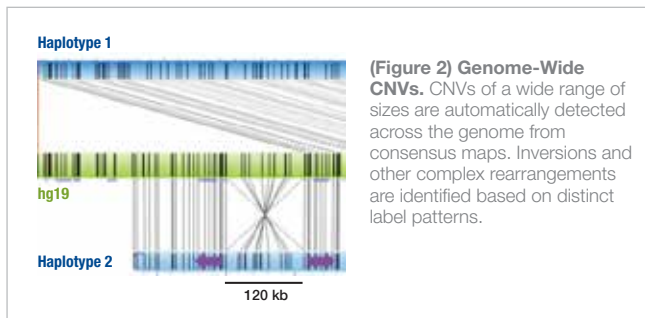 Haplotype 1
hg19
Haplotype 2
120 kb
(Figure 2) Genome-Wide
CNVs. CNVs of a wide range of
sizes are automatically detected
across the genome from
consensus maps. Inversions and
other complex rearrangements
are identified based on distinct
label patterns.